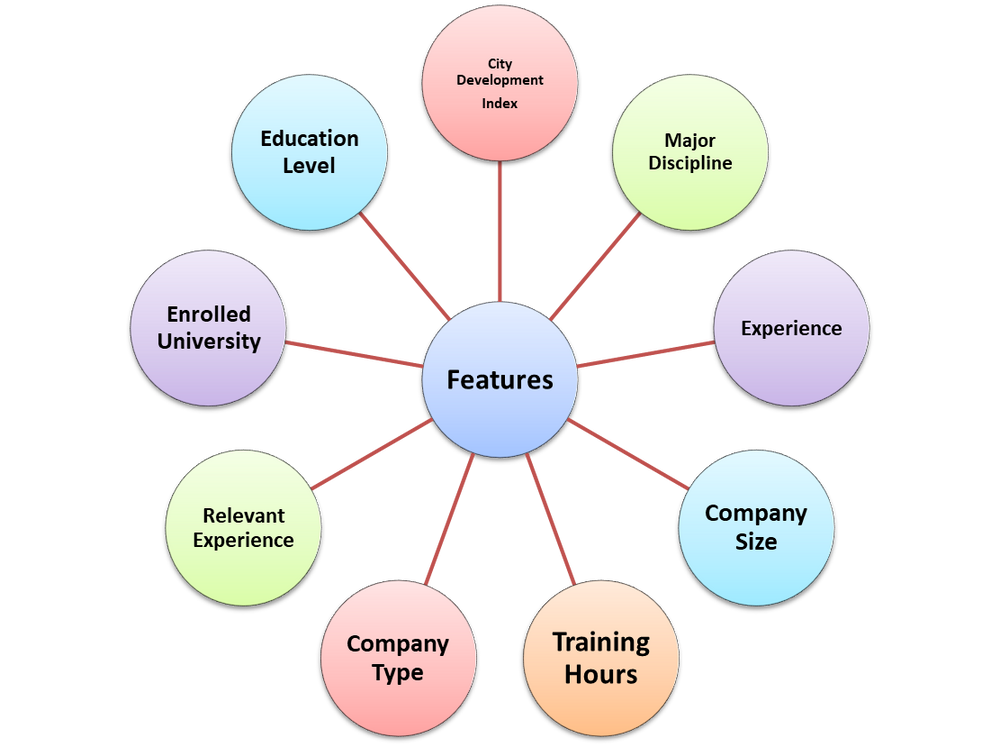 City
Development
Index
Education
Level
Major
Discipline
Enrolled
University
Experience
Features
Relevant
Experience
Company
Size
Company
Type
Training
Hours